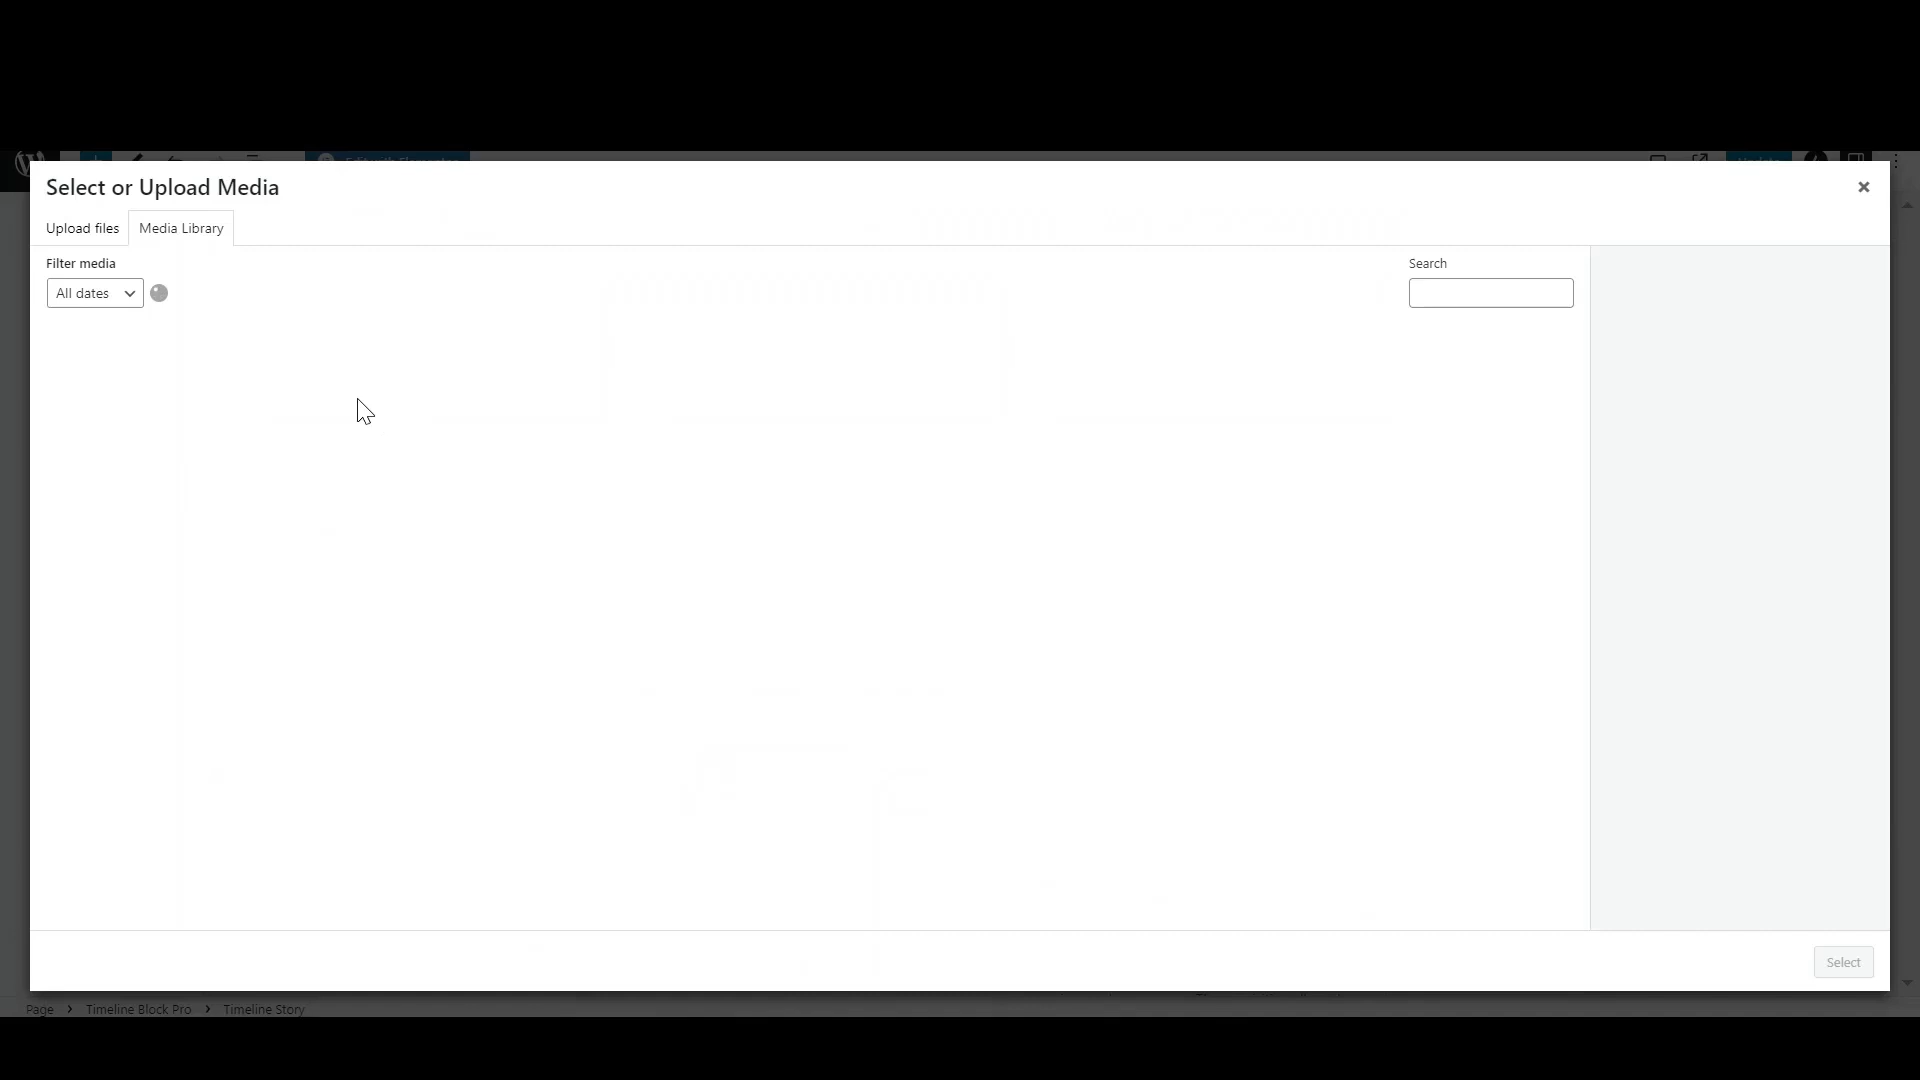 Select or Upload Media
Upload files
Media Library
Filter media
All dates
Search
Select
Page
Timeline Block Pro
Timeline Story